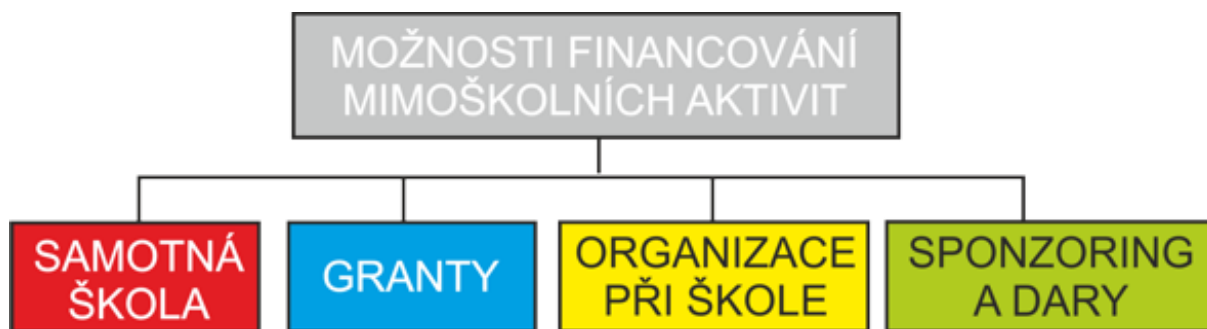 MOŽNOSTI FINANCOVÁNÍ
MIMOŠKOLNÍCH AKTIVIT
SAMOTNÁ
ŠKOLA
GRANTY
ORGANIZACE
PŘI ŠKOLE
SPONZORING
A DARY